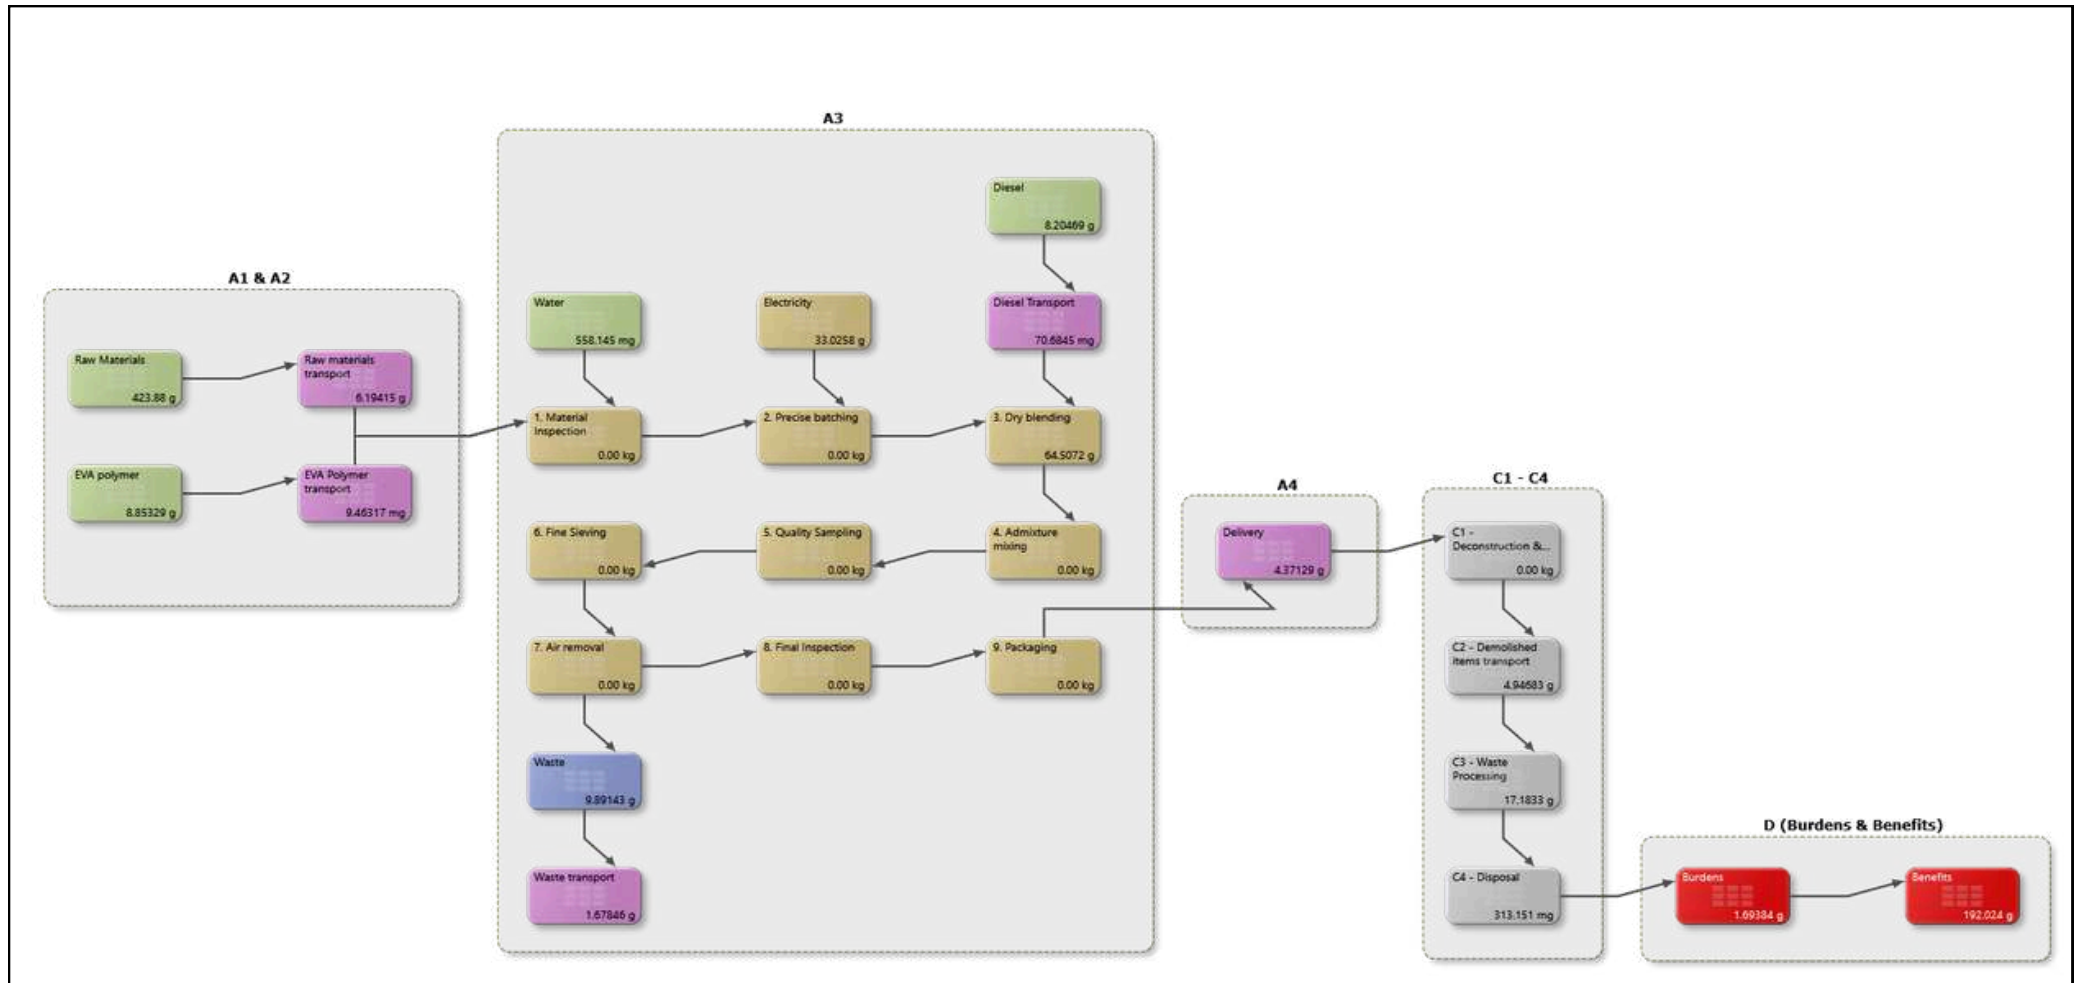 A1 & A2
Raw Materials
423.88 g
Raw materials
transport
6.19415 g
EVA polymer
8.85329 g
EVA Polymer
transport
9.46317 mg
A3
Diesel
8.20469 g
Water
558.145 mg
Electricity
33.0258 g
Diesel Transport
70.6845 mg
1. Material
Inspection
0.00 kg
2. Precise batching
0.00 kg
3. Dry blending
64.5072 g
6. Fine Sieving
0.00 kg
5. Quality Sampling
0.00 kg
4. Admixture
mixing
0.00 kg
7. Air removal
0.00 kg
8. Final Inspection
0.00 kg
9. Packaging
0.00 kg
Waste
9.89143 g
Waste transport
1.67846 g
A4
Delivery
4.37129 g
C1 - C4
C1 -
Deconstruction &...
0.00 kg
C2 - Demolished
items transport
4.94683 g
C3 - Waste
Processing
17.1833 g
C4 - Disposal
313.151 mg
D (Burdens & Benefits)
Burdens
1.69384 g
Benefits
192.024 g